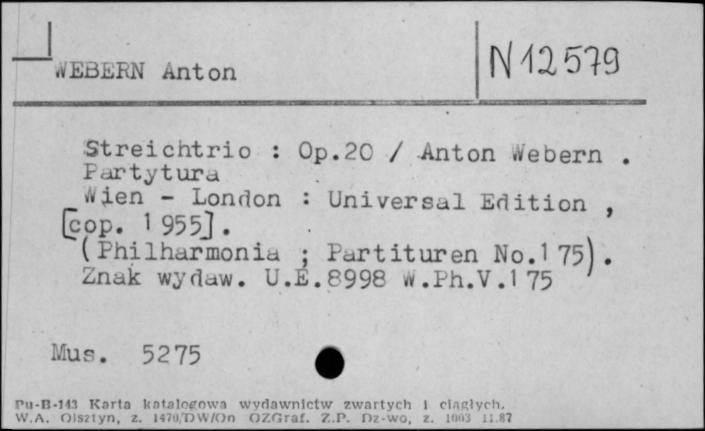 WEBERN Anton
N 12579
Streichtrio : Op.20 / Anton Webern .
Partytura
Wien - London : Universal Edition ,
[cop. 1955].
(Philharmonia ; Partituren No.175).
Znak wydaw. U.E.8998 W.Ph.V.175
Mus. 5275
Pu-B-143 Karta katalogowa wydawnictw zwartych i ciągłych.
W.A. Olsztyn, z. 1470/DW/On OZGraf. Z.P. Dz-wo, z. 1003 11.87